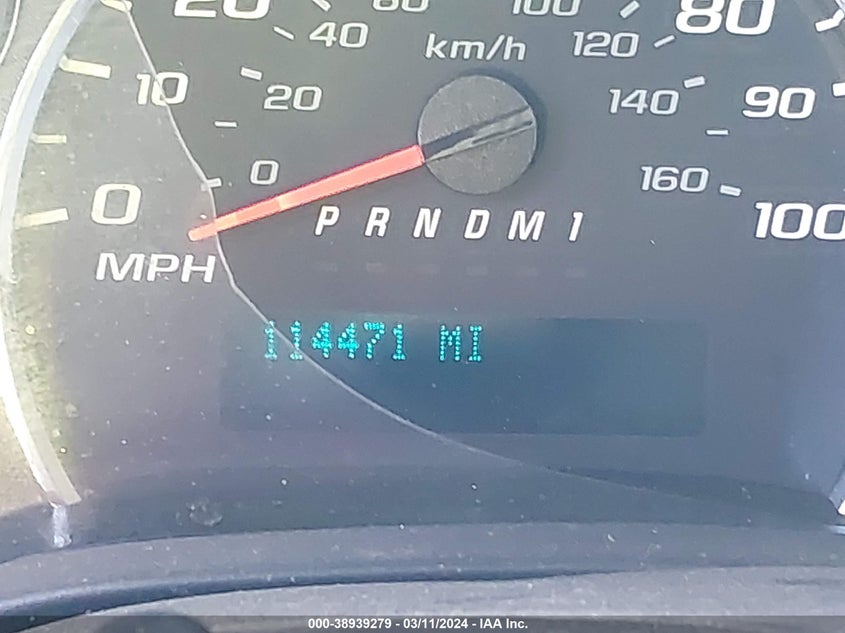 20 60 100 80
40 km/h 120
10 20 140 90
0 0 160 100
P R N D M 1
MPH
114471 MI
000-38939279 - 03/11/2024 - IAA Inc.